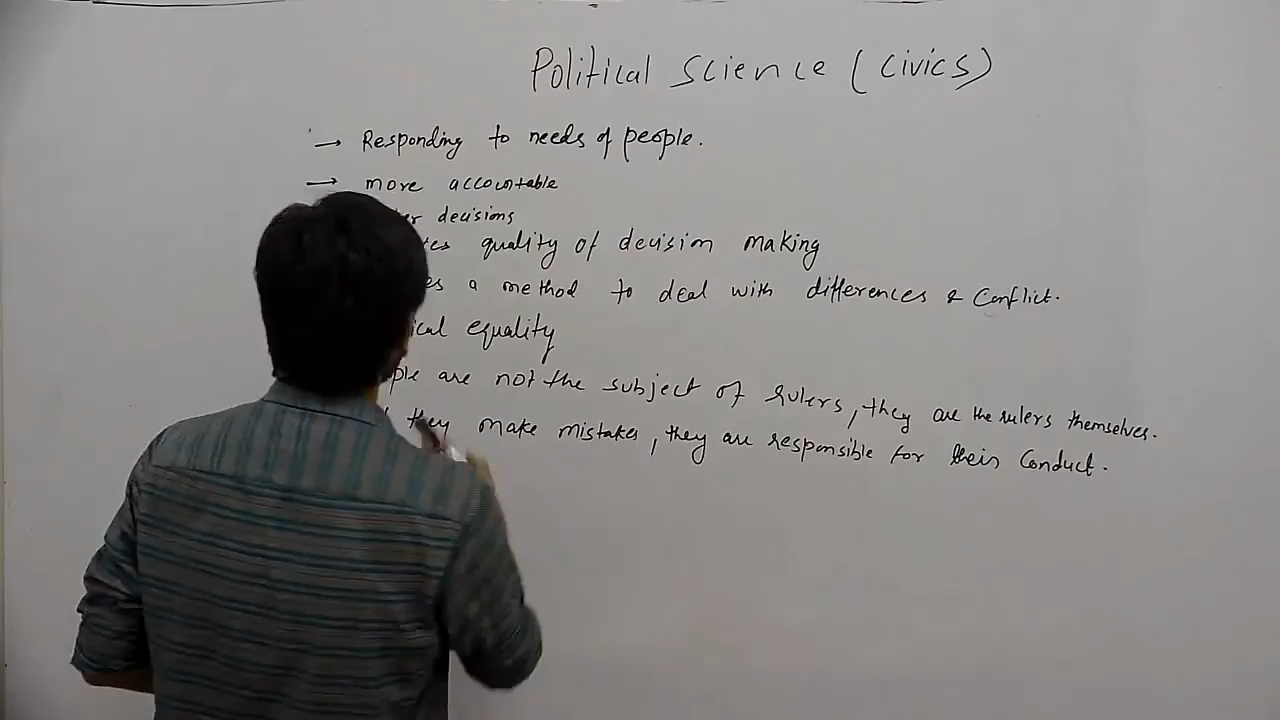 Political Science (Civics)
→ Responding to needs of people.
→ more accountable
decisions
quality of decision making
a method to deal with differences & Conflict.
equality
are not the subject of rulers, they are the rulers themselves.
they make mistakes, they are responsible for their Conduct.